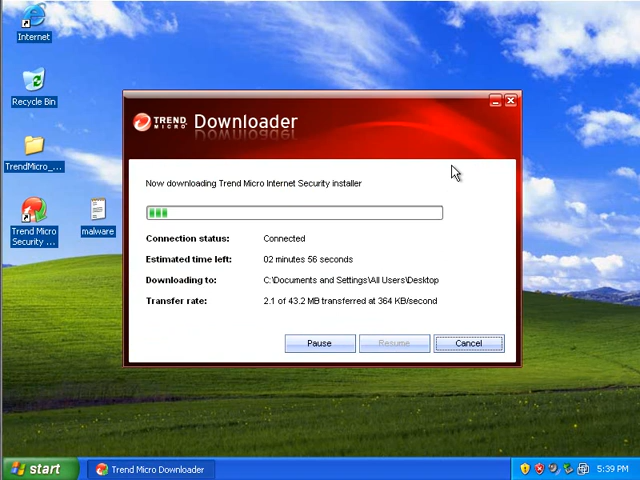 Internet
Recycle Bin
TrendMicro_...
Trend Micro
Security ...
malware
TREND
MICRO
Downloader
Now downloading Trend Micro Internet Security installer
Connection status: Connected
Estimated time left: 02 minutes 56 seconds
Downloading to: C:\Documents and Settings\All Users\Desktop
Transfer rate: 2.1 of 43.2 MB transferred at 364 KB/second
Pause Resume Cancel
start Trend Micro Downloader 5:39 PM